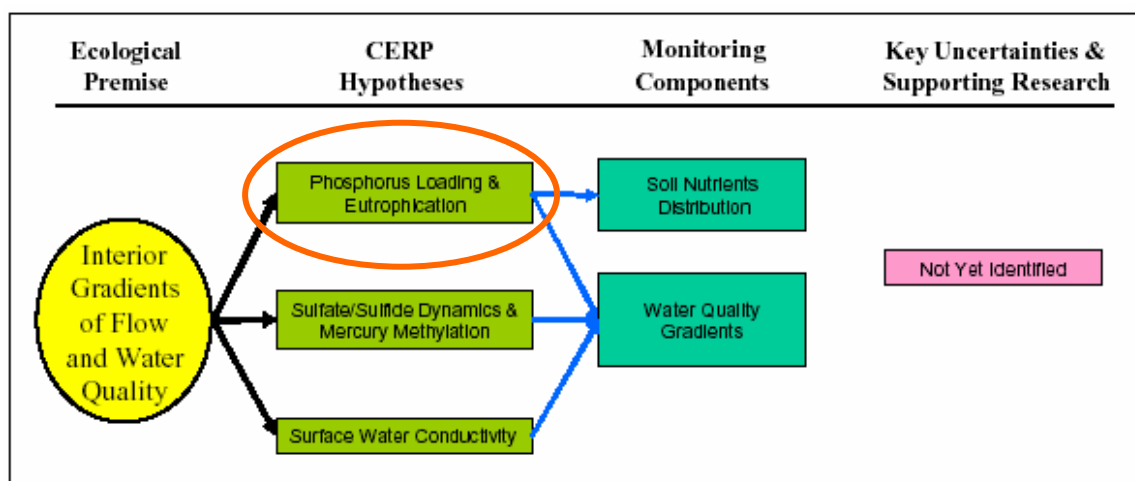 Ecological
Premise
CERP
Hypotheses
Monitoring
Components
Key Uncertainties &
Supporting Research
Interior
Gradients
of Flow
and Water
Quality
Phosphorus Loading &
Eutrophication
Sulfate/Sulfide Dynamics &
Mercury Methylation
Surface Water Conductivity
Soil Nutrients
Distribution
Water Quality
Gradients
Not Yet Identified